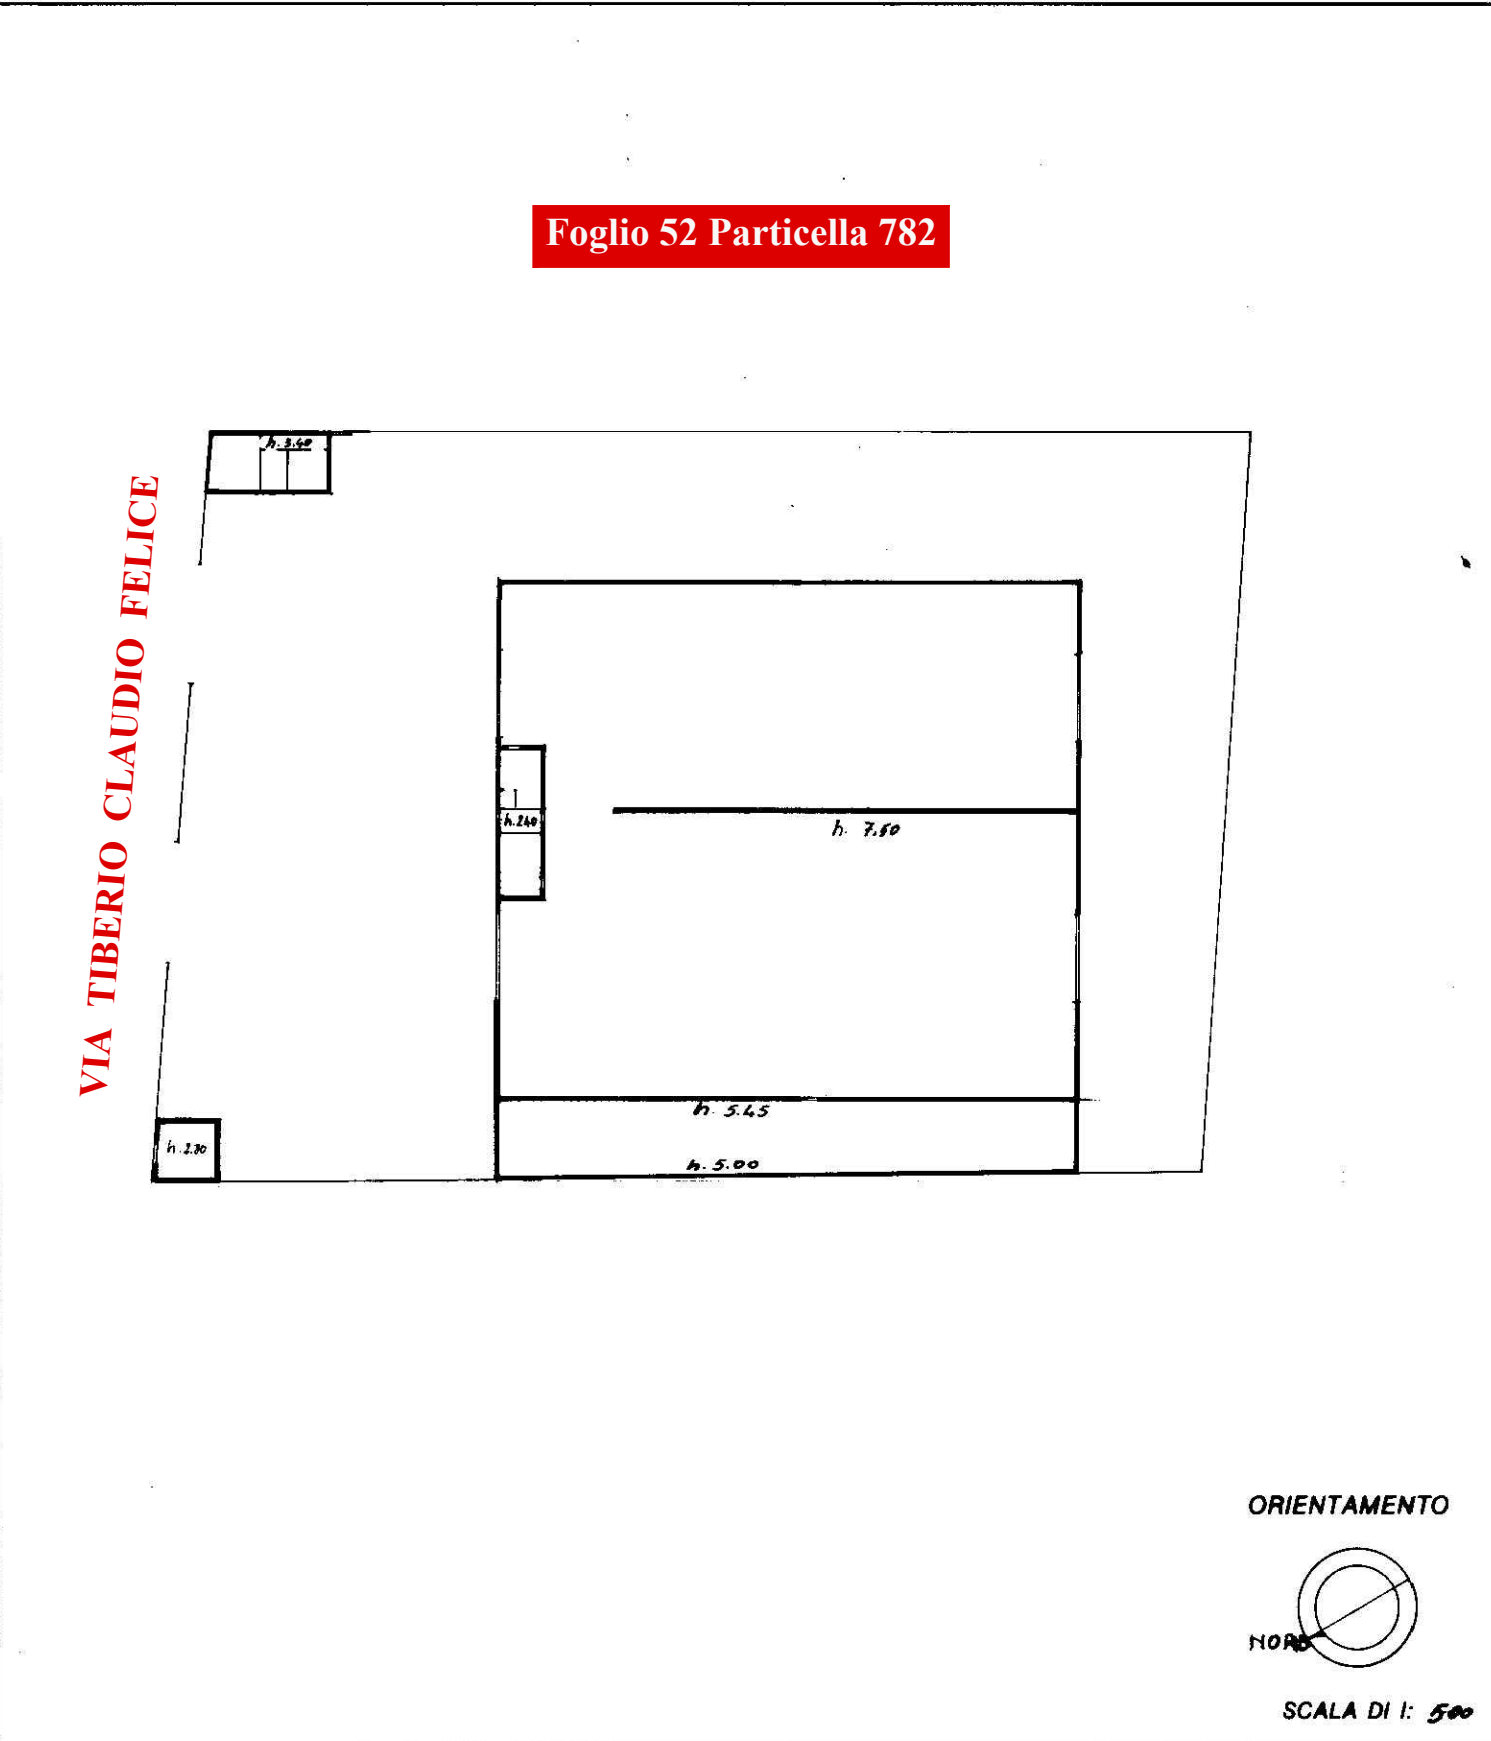 Foglio 52 Particella 782
h. 3.40
VIA TIBERIO CLAUDIO FELICE
h. 2.40
h. 7.50
h. 5.45
h. 5.00
h. 2.30
ORIENTAMENTO
NORD
SCALA DI I: 500